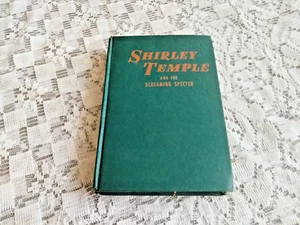 SHIRLEY
TEMPLE
AND THE
SCREAMING SPECTER